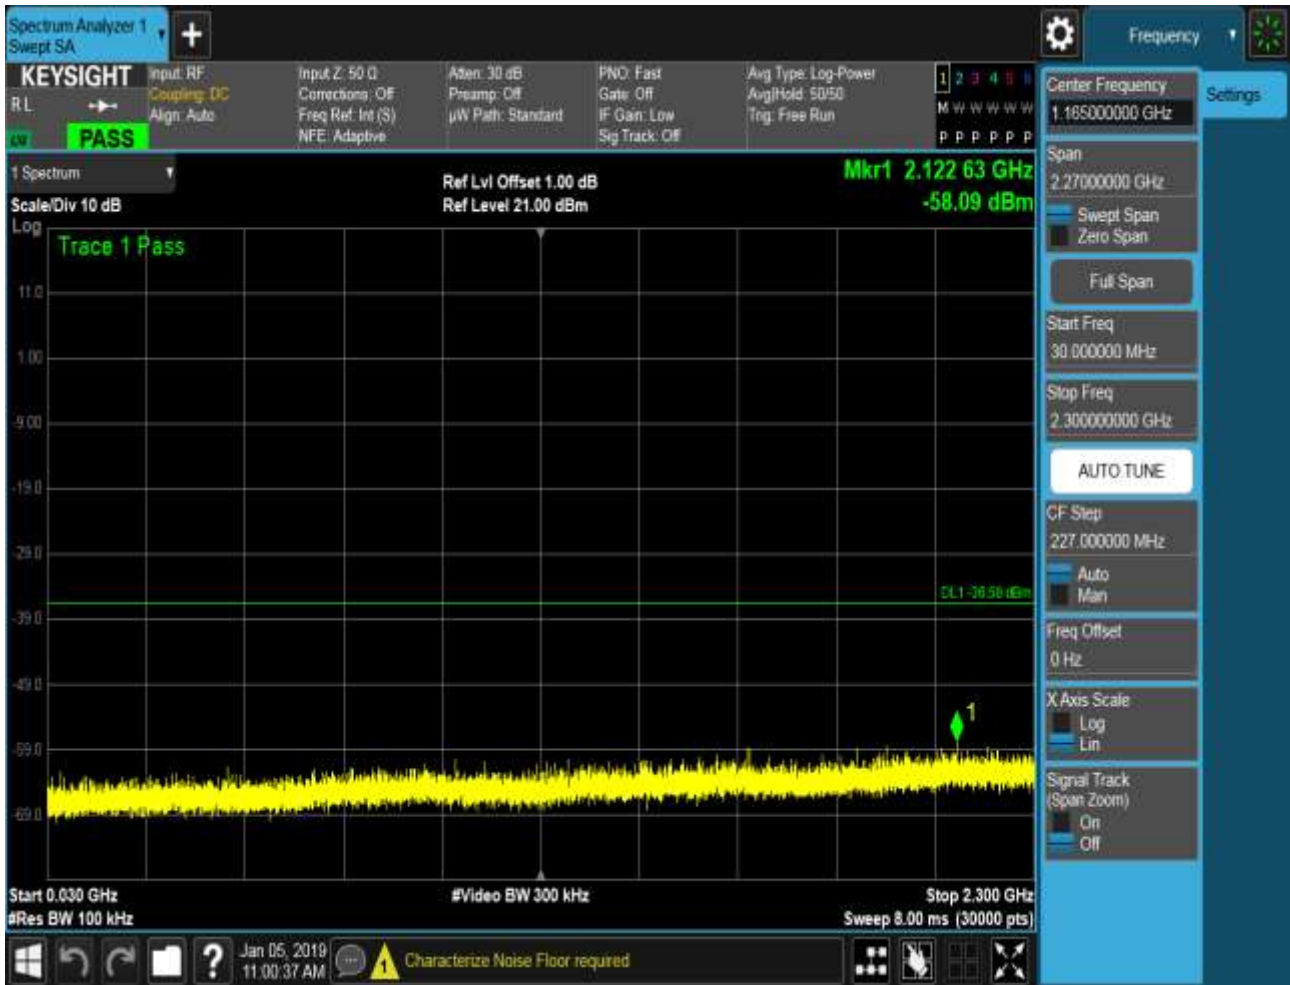 Spectrum Analyzer 1
Swept SA
Frequency
KEYSIGHT
RL
PASS
Input: RF
Coupling: DC
Align: Auto
Input Z: 50 Ω
Corrections: Off
Freq Ref: Int (S)
NFE: Adaptive
Atten: 30 dB
Preamp: Off
µW Path: Standard
PNO: Fast
Gate: Off
IF Gain: Low
Sig Track: Off
Avg Type: Log-Power
Avg|Hold: 50/50
Trig: Free Run
1 2 3 4 5 6
M W W W W W
P P P P P P
1 Spectrum
Scale/Div 10 dB
Ref Lvl Offset 1.00 dB
Ref Level 21.00 dBm
Mkr1 2.122 63 GHz
-58.09 dBm
Log
Trace 1 Pass
11.0
1.00
-9.00
-19.0
-29.0
DL1 -36.58 dBm
-39.0
-49.0
1
-59.0
-69.0
Start 0.030 GHz
#Video BW 300 kHz
Stop 2.300 GHz
#Res BW 100 kHz
Sweep 8.00 ms (30000 pts)
?
Jan 05, 2019
11:00:37 AM
1
Characterize Noise Floor required
Center Frequency
1.165000000 GHz
Settings
Span
2.27000000 GHz
Swept Span
Zero Span
Full Span
Start Freq
30.000000 MHz
Stop Freq
2.300000000 GHz
AUTO TUNE
CF Step
227.000000 MHz
Auto
Man
Freq Offset
0 Hz
X Axis Scale
Log
Lin
Signal Track
(Span Zoom)
On
Off